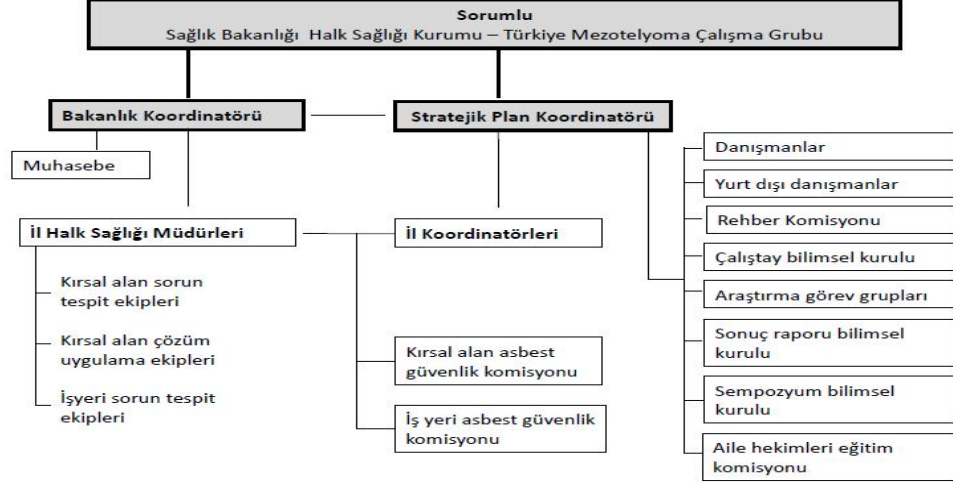 Sorumlu
Sağlık Bakanlığı Halk Sağlığı Kurumu – Türkiye Mezotelyoma Çalışma Grubu
Bakanlık Koordinatörü
Stratejik Plan Koordinatörü
Muhasebe
İl Halk Sağlığı Müdürleri
İl Koordinatörleri
Kırsal alan sorun
tespit ekipleri
Kırsal alan çözüm
uygulama ekipleri
İşyeri sorun tespit
ekipleri
Kırsal alan asbest
güvenlik komisyonu
İş yeri asbest güvenlik
komisyonu
Danışmanlar
Yurt dışı danışmanlar
Rehber Komisyonu
Çalıştay bilimsel kurulu
Araştırma görev grupları
Sonuç raporu bilimsel
kurulu
Sempozyum bilimsel
kurulu
Aile hekimleri eğitim
komisyonu